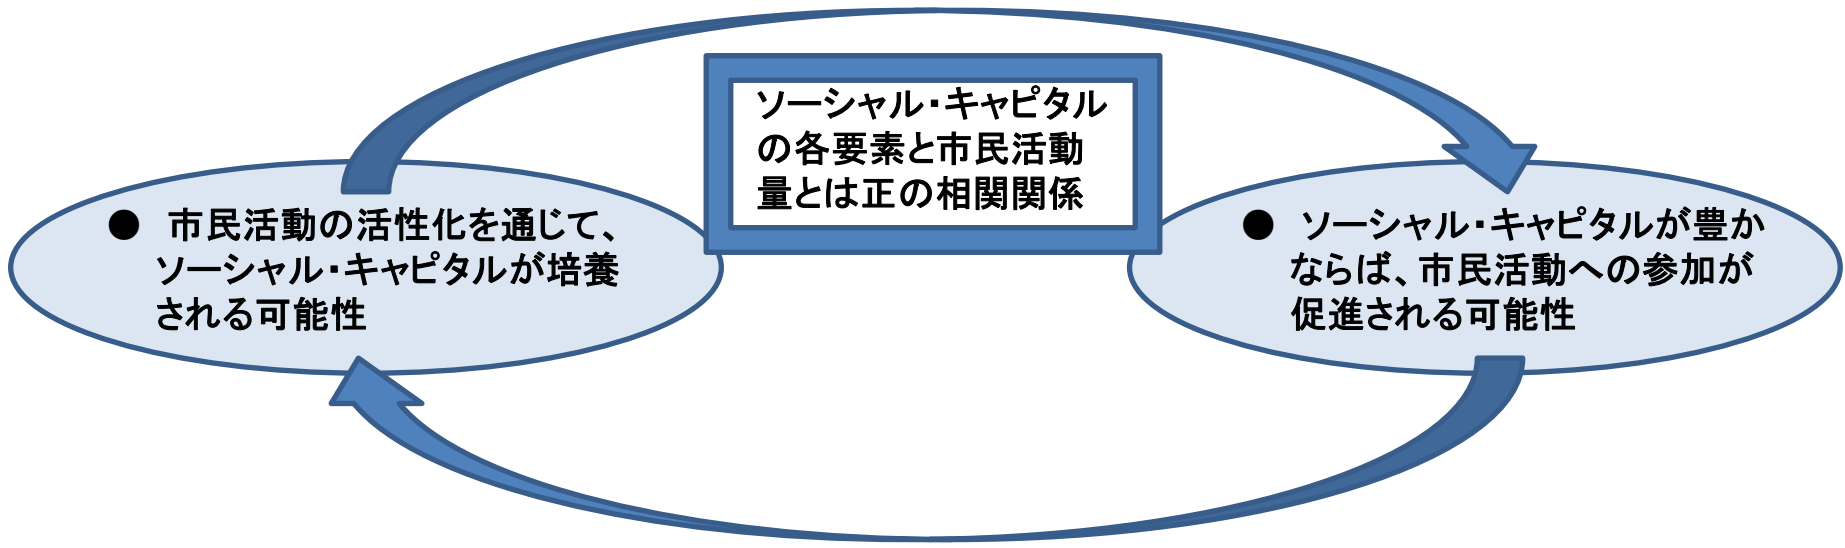 ソーシャル・キャピタル
の各要素と市民活動
量とは正の相関関係
● 市民活動の活性化を通じて、
ソーシャル・キャピタルが培養
される可能性
● ソーシャル・キャピタルが豊か
ならば、市民活動への参加が
促進される可能性